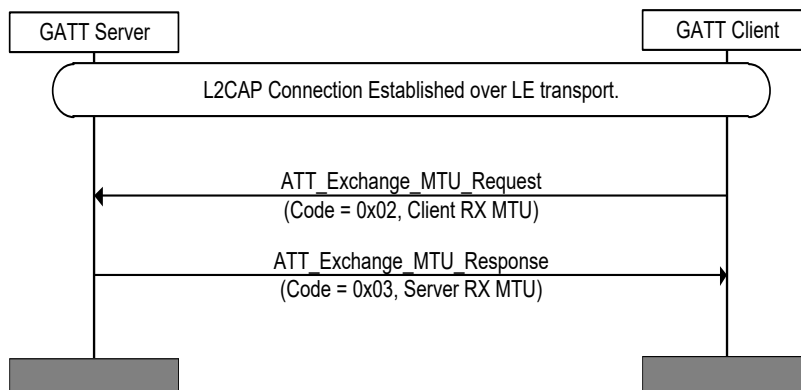 GATT Server
GATT Client
L2CAP Connection Established over LE transport.
ATT_Exchange_MTU_Request
(Code = 0x02, Client RX MTU)
ATT_Exchange_MTU_Response
(Code = 0x03, Server RX MTU)